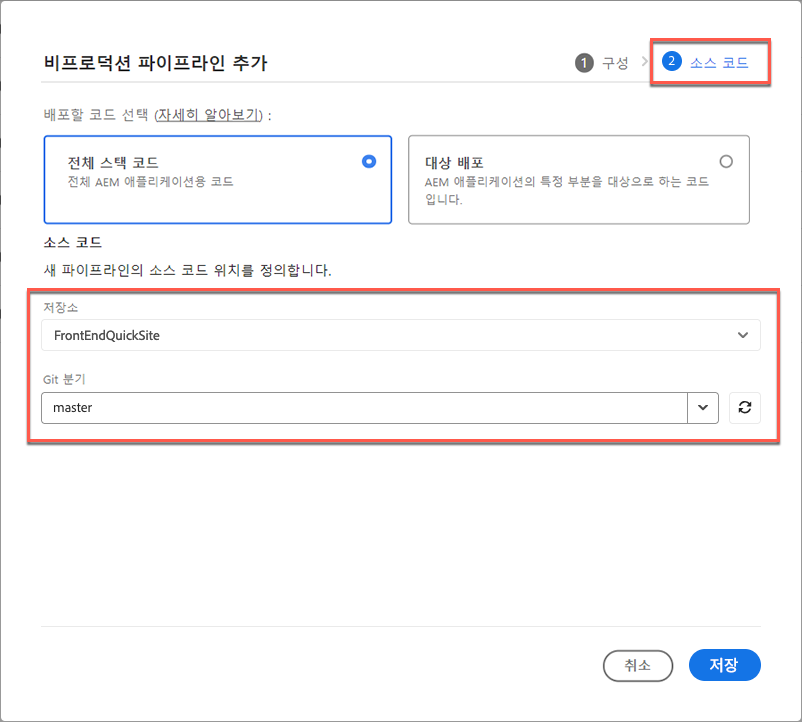 비프로덕션 파이프라인 추가
1 구성
2 소스 코드
배포할 코드 선택 (자세히 알아보기) :
전체 스택 코드
전체 AEM 애플리케이션용 코드
대상 배포
AEM 애플리케이션의 특정 부분을 대상으로 하는 코드
입니다.
소스 코드
새 파이프라인의 소스 코드 위치를 정의합니다.
저장소
FrontEndQuickSite
Git 분기
master
취소
저장